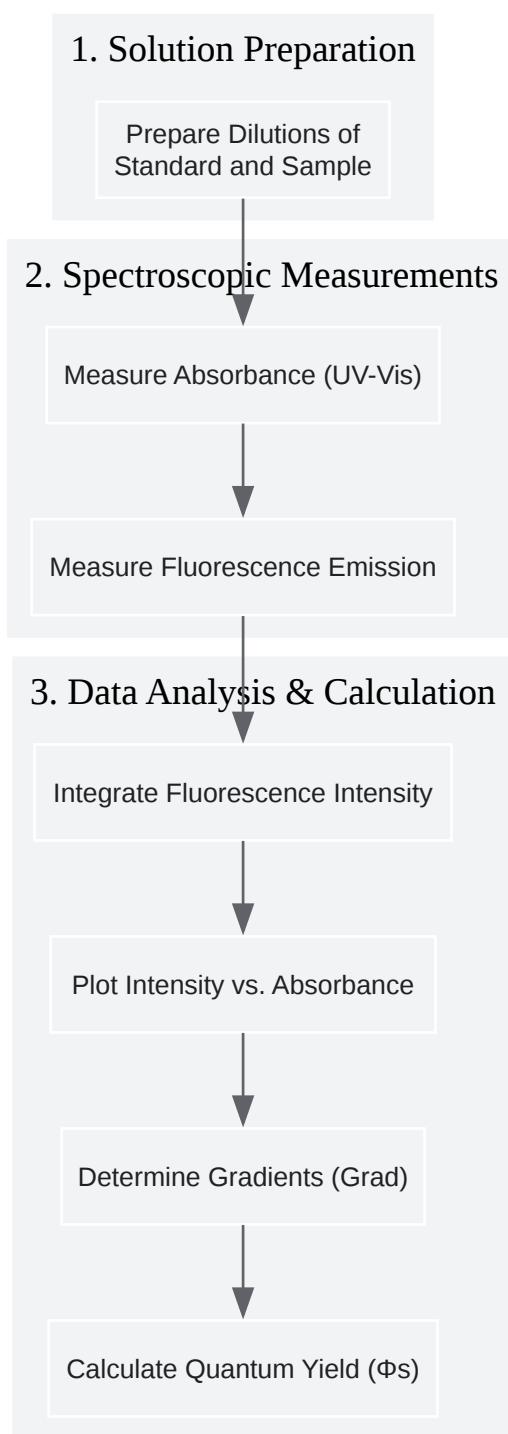 1. Solution Preparation
Prepare Dilutions of
Standard and Sample
2. Spectroscopic Measurements
Measure Absorbance (UV-Vis)
Measure Fluorescence Emission
3. Data Analysis & Calculation
Integrate Fluorescence Intensity
Plot Intensity vs. Absorbance
Determine Gradients (Grad)
Calculate Quantum Yield (Φs)